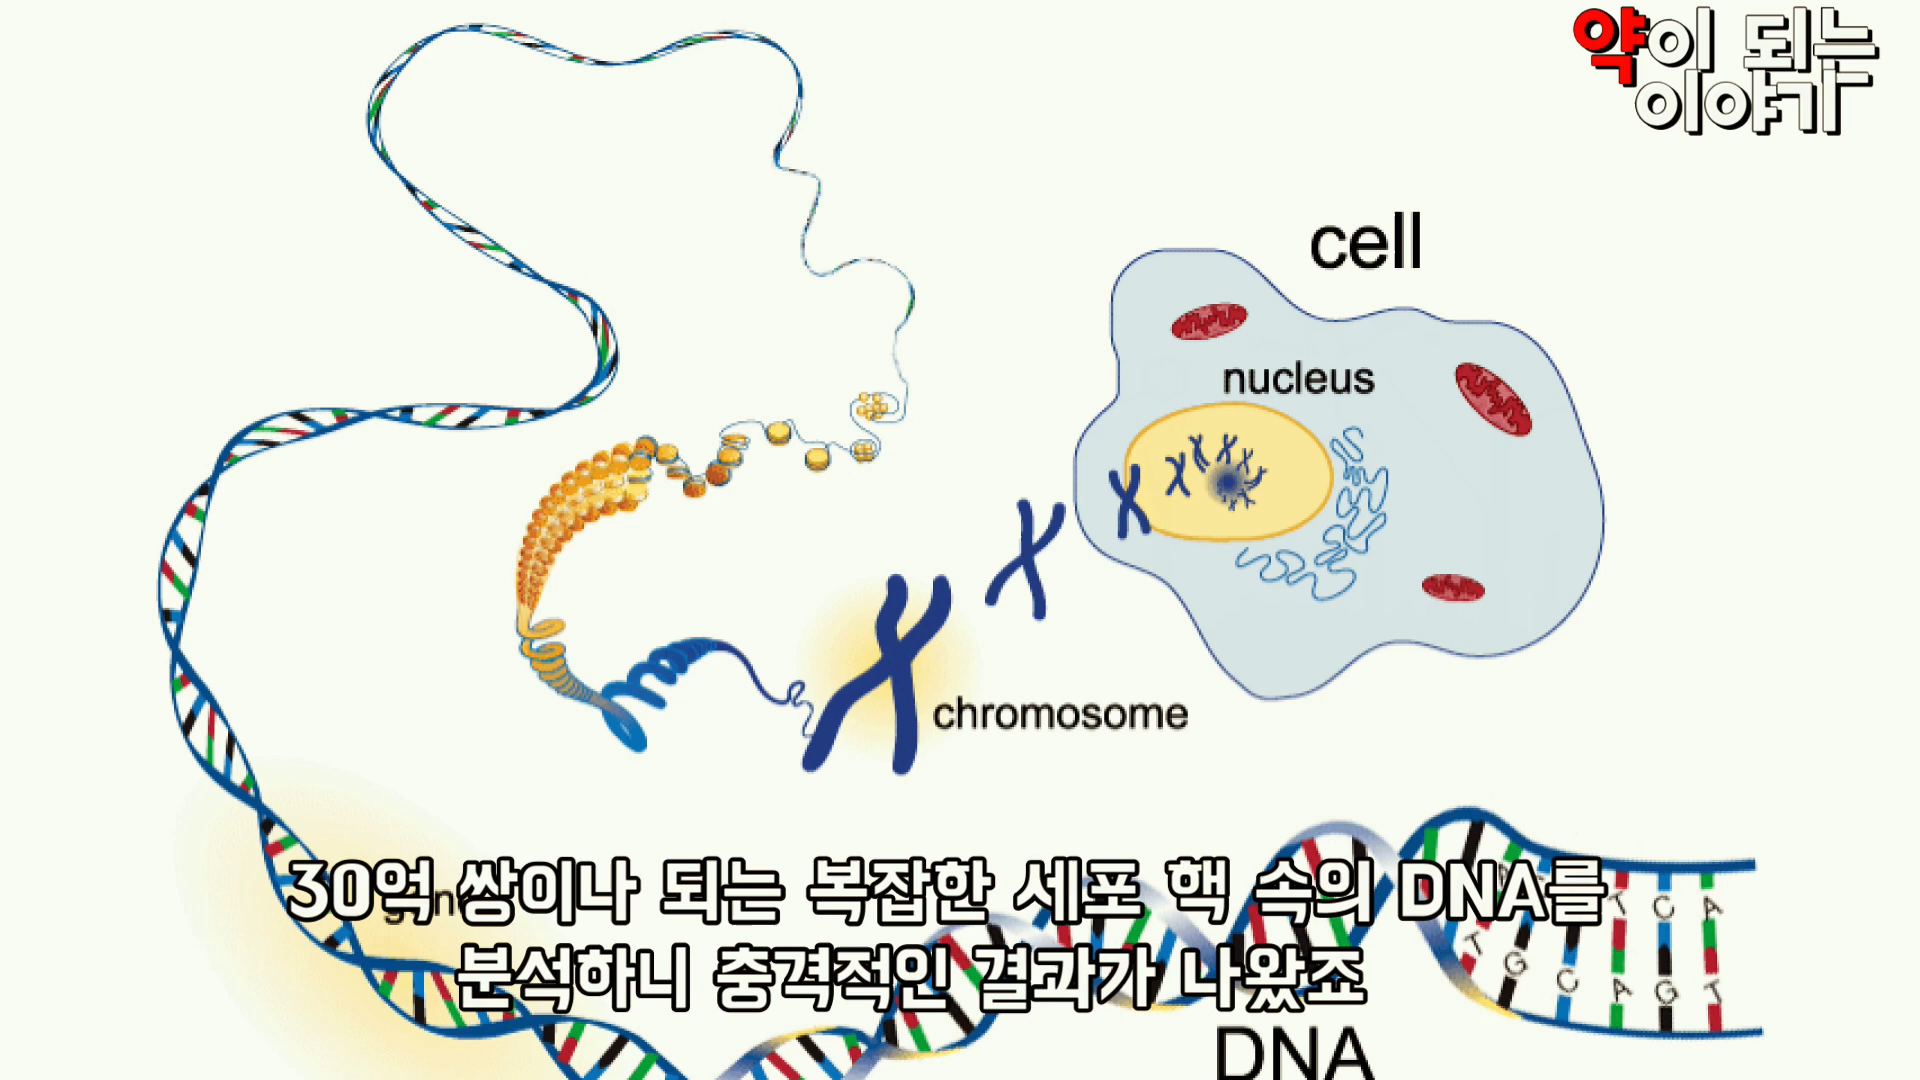 약이 되는
이야기
cell
nucleus
chromosome
30억 쌍이나 되는 복잡한 세포 핵 속의 DNA를
분석하니 충격적인 결과가 나왔죠
T C A
T G C A G T
DNA